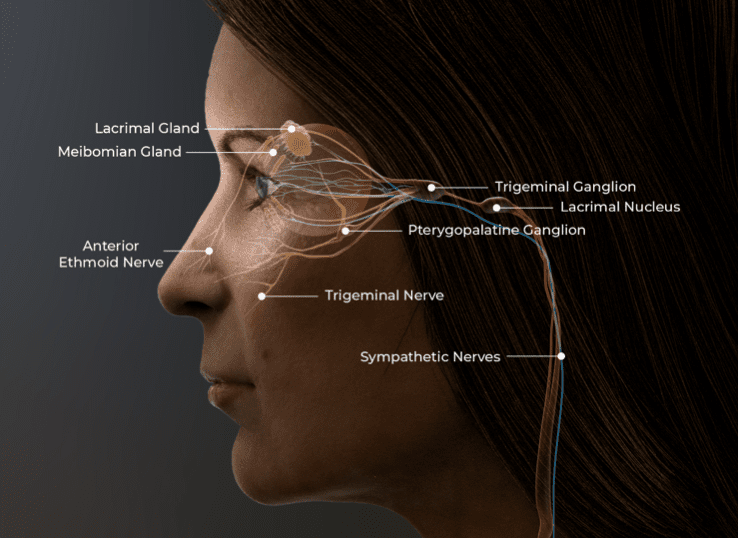 Lacrimal Gland
Meibomian Gland
Trigeminal Ganglion
Lacrimal Nucleus
Pterygopalatine Ganglion
Anterior
Ethmoid Nerve
Trigeminal Nerve
Sympathetic Nerves